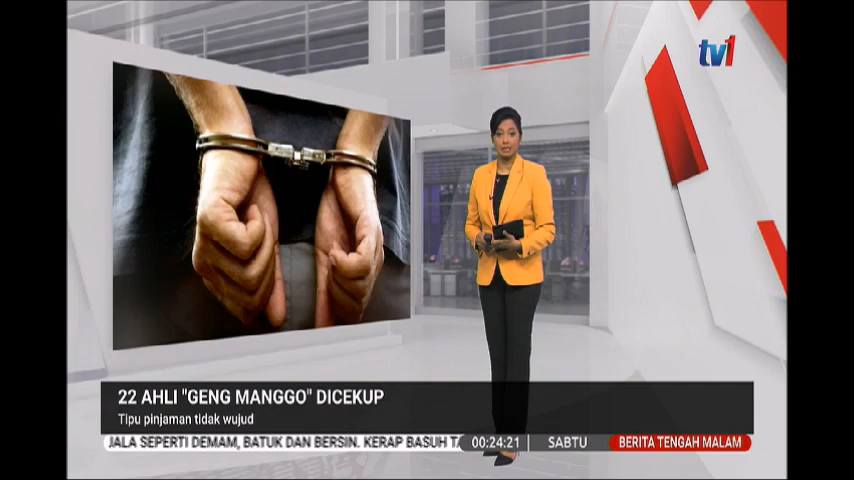 tv1
22 AHLI "GENG MANGGO" DICEKUP
Tipu pinjaman tidak wujud
JALA SEPERTI DEMAM, BATUK DAN BERSIN. KERAP BASUH TA
00:24:21 SABTU BERITA TENGAH MALAM